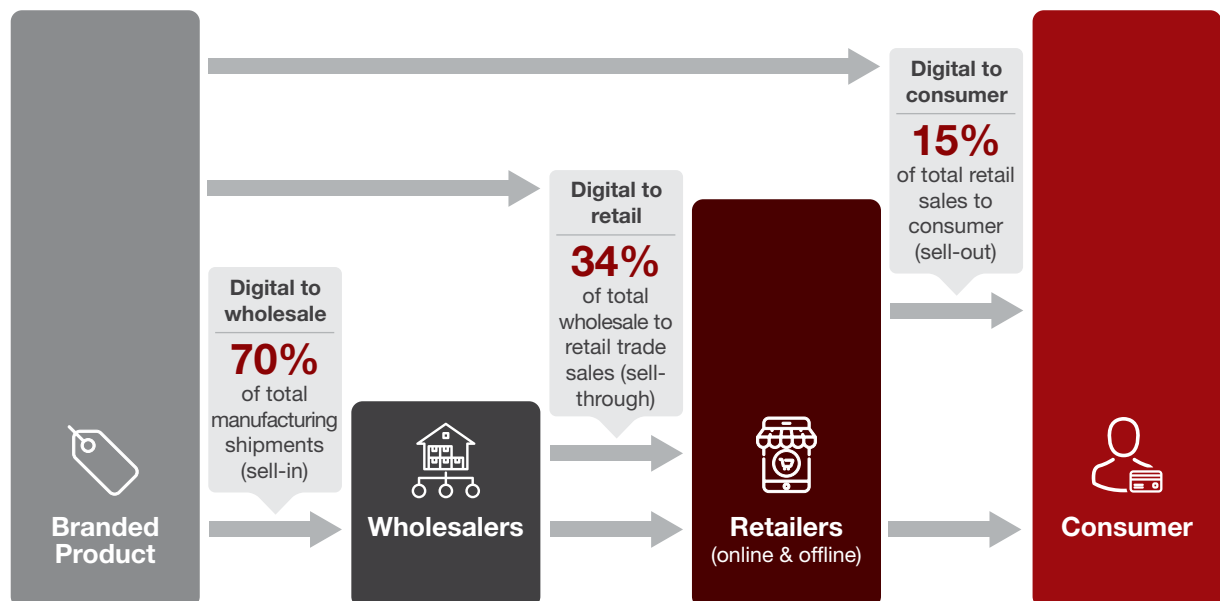 Digital to
consumer
15%
of total retail
sales to
consumer
(sell-out)
Digital to
retail
34%
of total
wholesale to
retail trade
sales (sell-
through)
Digital to
wholesale
70%
of total
manufacturing
shipments
(sell-in)
Branded
Product
Wholesalers
Retailers
(online & offline)
Consumer